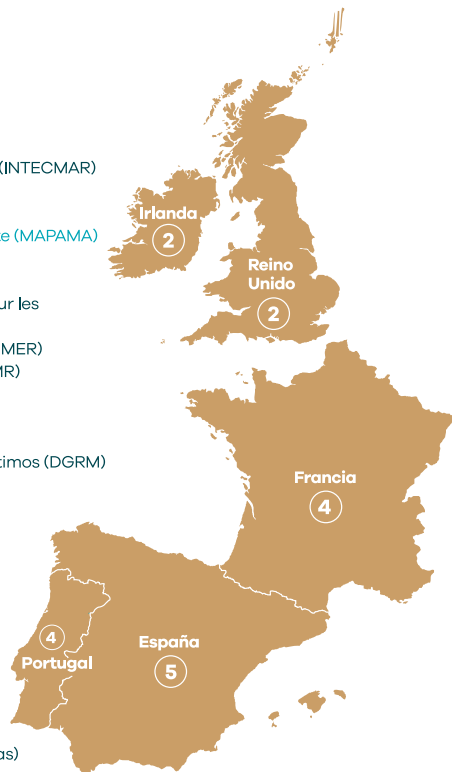 (INTECMAR)
Irlanda
2
te (MAPAMA)
Reino
Unido
2
ur les
MER)
MR)
timos (DGRM)
Francia
4
4
Portugal
España
5
as)